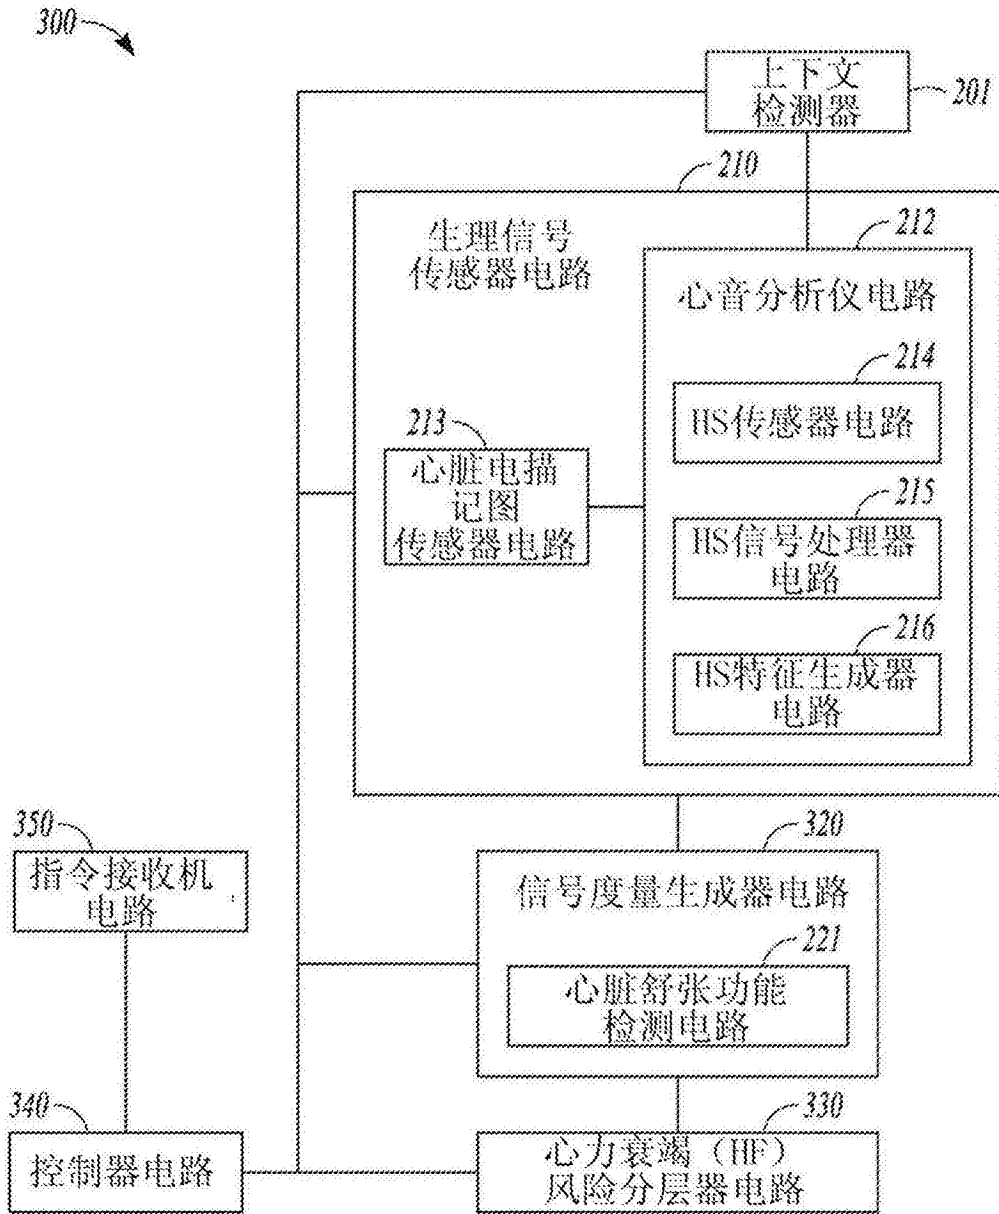 300
上下文
检测器
201
210
生理信号
传感器电路
212
心音分析仪电路
214
HS传感器电路
213
心脏电描
记图
传感器电路
215
HS信号处理器
电路
216
HS特征生成器
电路
350
指令接收机
电路
320
信号度量生成器电路
221
心脏舒张功能
检测电路
340
控制器电路
330
心力衰竭（HF）
风险分层器电路